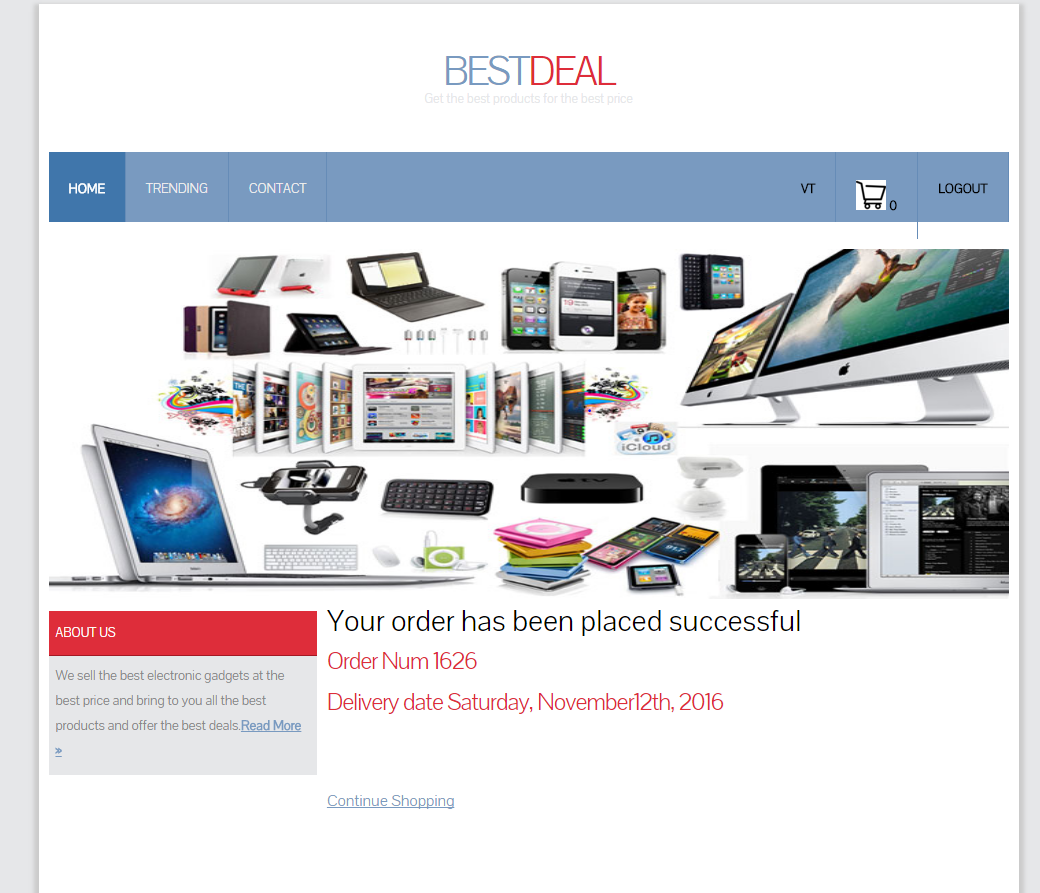 BESTDEAL
Get the best products for the best price
HOME
TRENDING
CONTACT
VT
0
LOGOUT
iCloud
tv
ABOUT US
We sell the best electronic gadgets at the
best price and bring to you all the best
products and offer the best deals.Read More
»
Your order has been placed successful
Order Num 1626
Delivery date Saturday, November12th, 2016
Continue Shopping